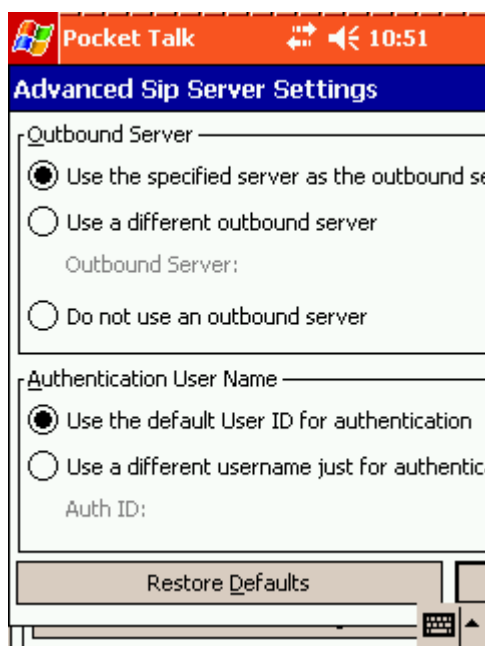 Pocket Talk 10:51
Advanced Sip Server Settings
Outbound Server
Use the specified server as the outbound se
Use a different outbound server
Outbound Server:
Do not use an outbound server
Authentication User Name
Use the default User ID for authentication
Use a different username just for authentic
Auth ID:
Restore Defaults